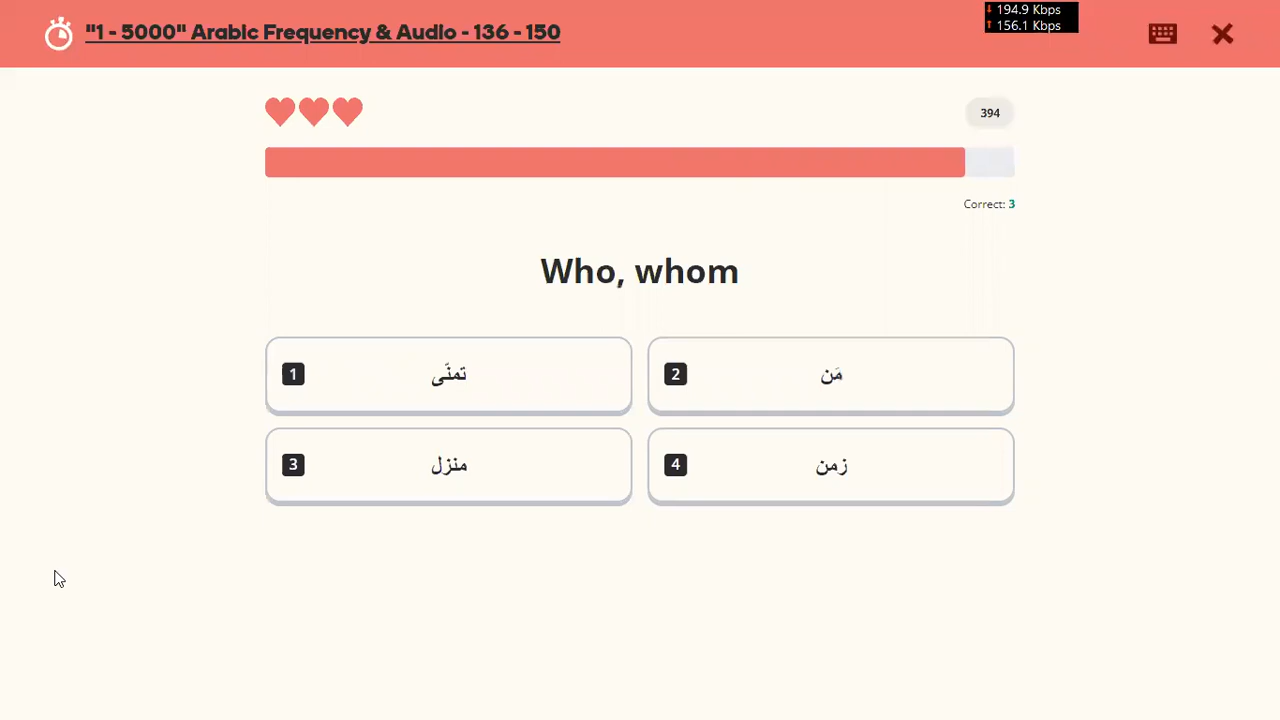 ↓ 194.9 Kbps
↑ 156.1 Kbps
"1 - 5000" Arabic Frequency & Audio - 136 - 150
394
Correct: 3
Who, whom
1 تمنّى
2 مَن
3 منزل
4 زمن